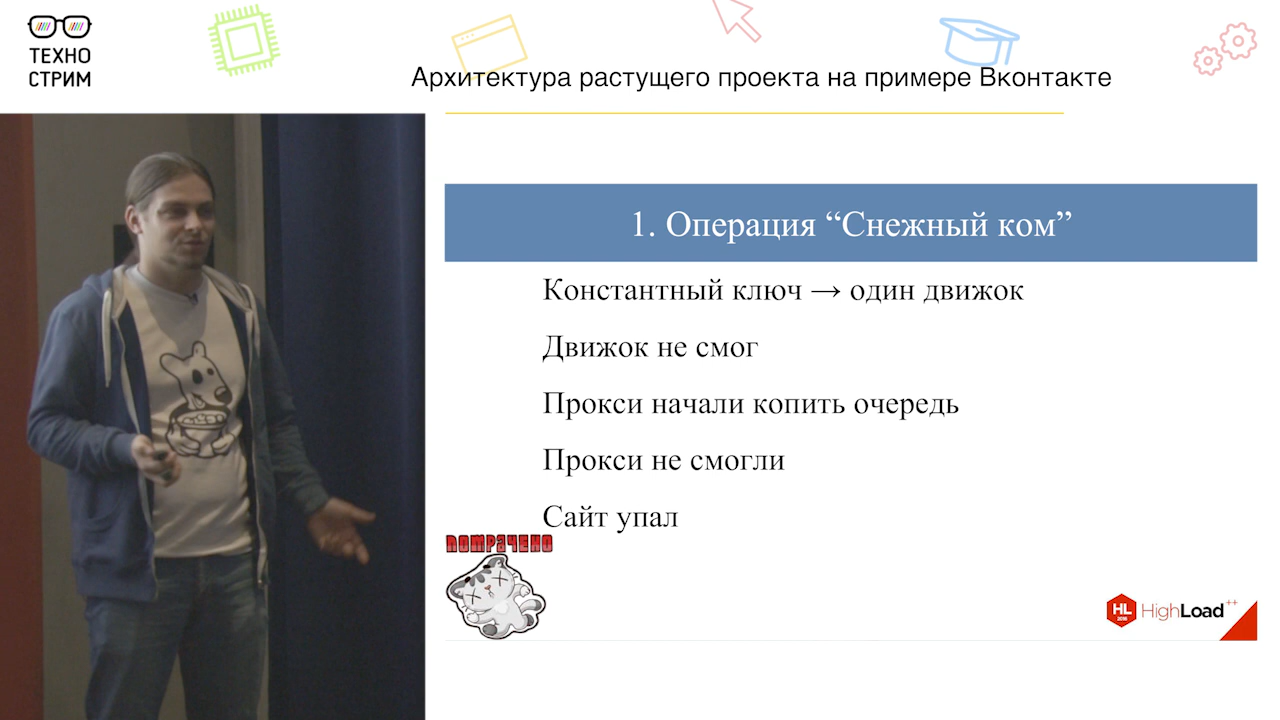 ТЕХНО
СТРИМ
Архитектура растущего проекта на примере Вконтакте
1. Операция “Снежный ком”
Константный ключ → один движок
Движок не смог
Прокси начали копить очередь
Прокси не смогли
Сайт упал
ПОТРАЧЕНО
HL
2016
HighLoad++